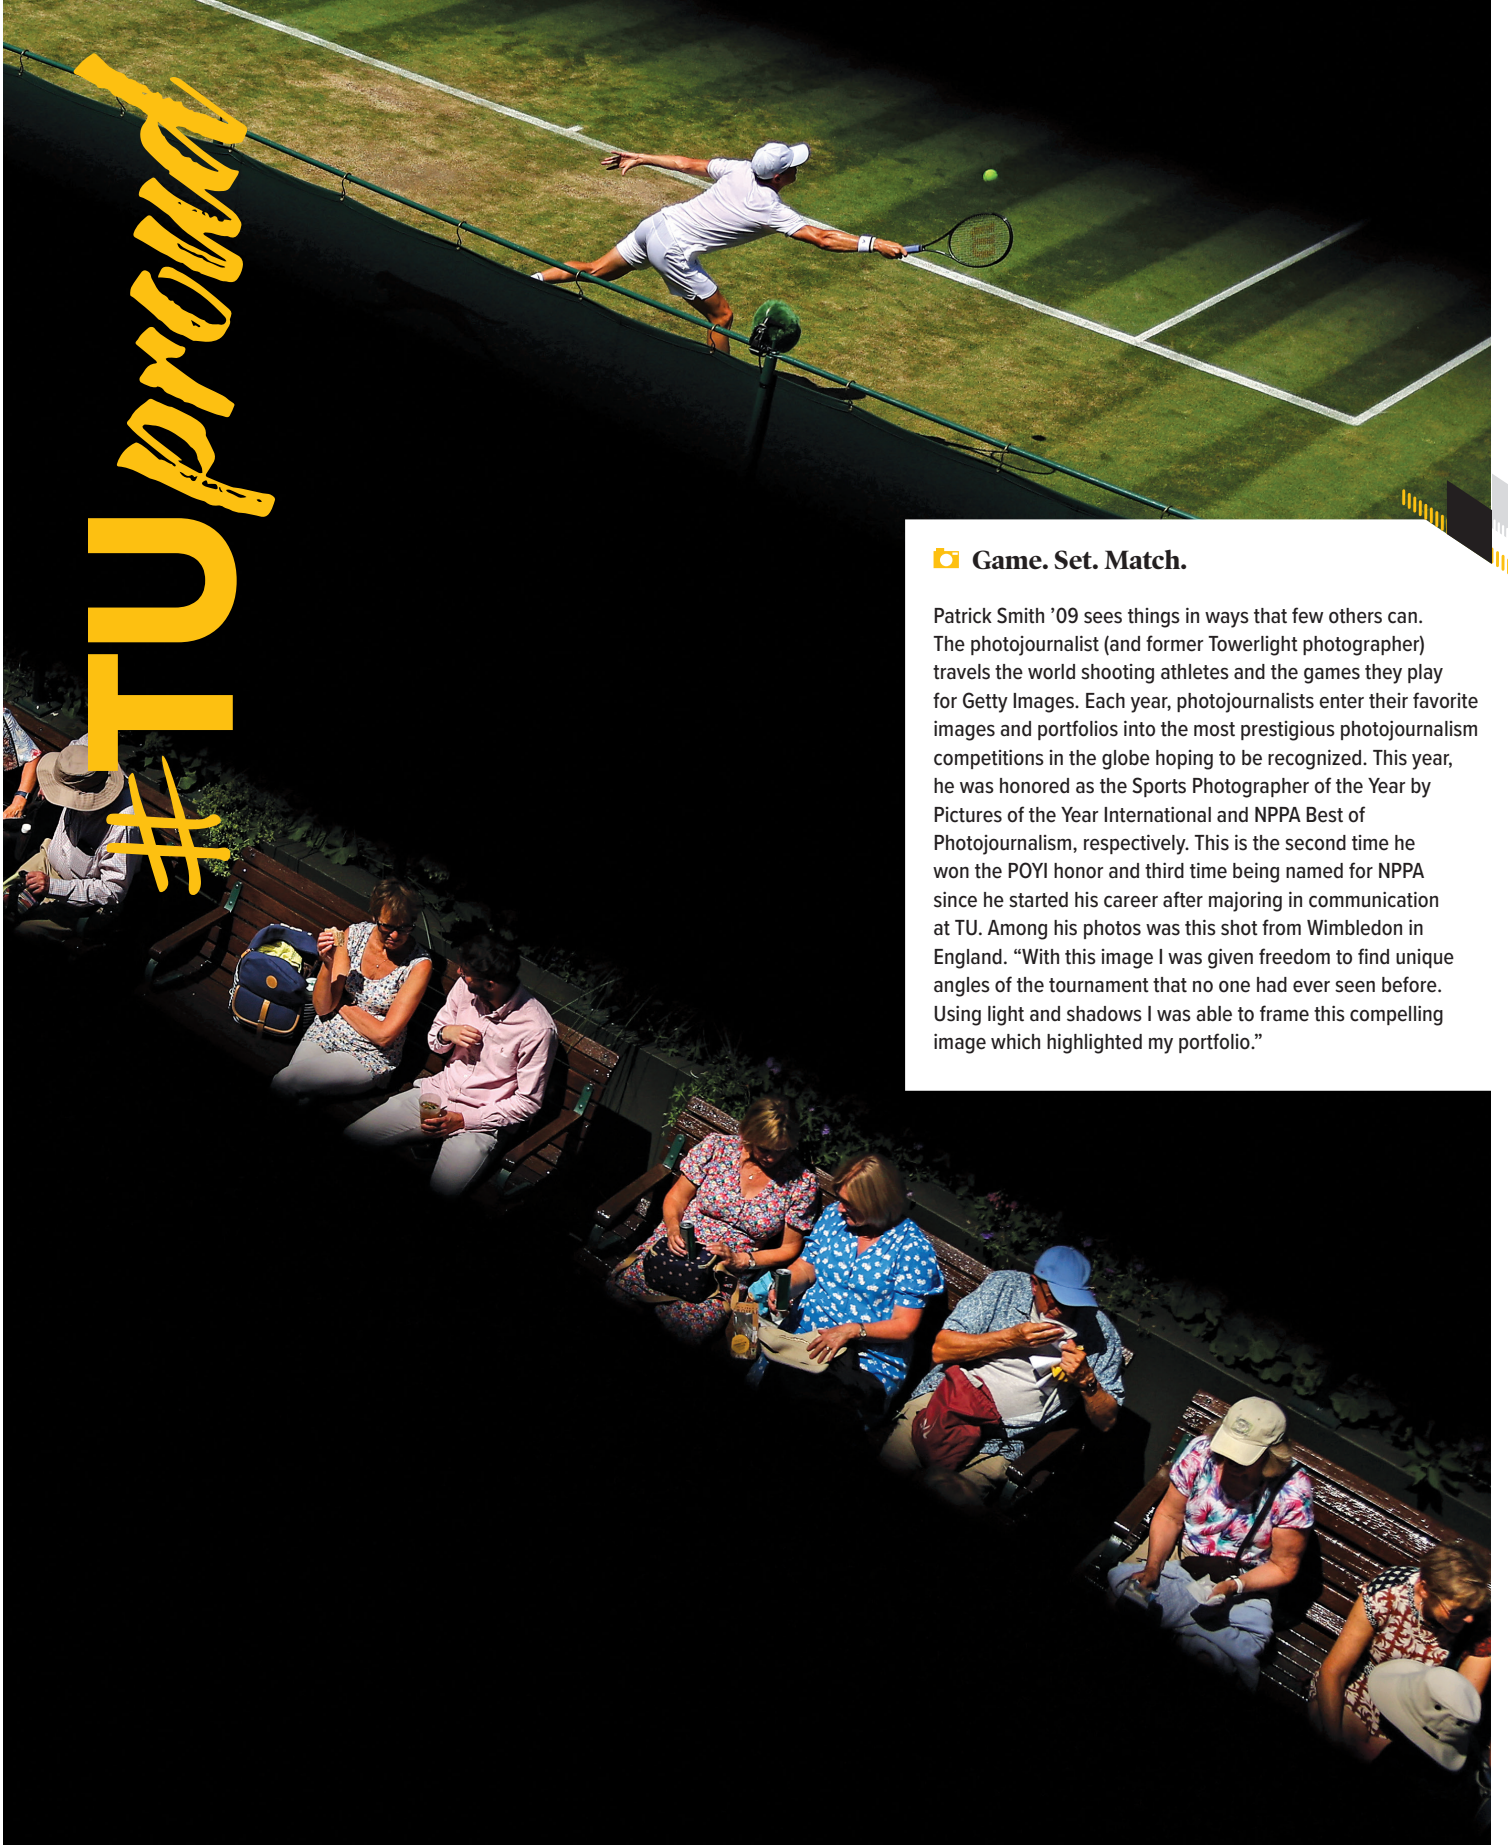 #TUproud
Game. Set. Match.
Patrick Smith ’09 sees things in ways that few others can.
The photojournalist (and former Towerlight photographer)
travels the world shooting athletes and the games they play
for Getty Images. Each year, photojournalists enter their favorite
images and portfolios into the most prestigious photojournalism
competitions in the globe hoping to be recognized. This year,
he was honored as the Sports Photographer of the Year by
Pictures of the Year International and NPPA Best of
Photojournalism, respectively. This is the second time he
won the POYI honor and third time being named for NPPA
since he started his career after majoring in communication
at TU. Among his photos was this shot from Wimbledon in
England. “With this image I was given freedom to find unique
angles of the tournament that no one had ever seen before.
Using light and shadows I was able to frame this compelling
image which highlighted my portfolio.”